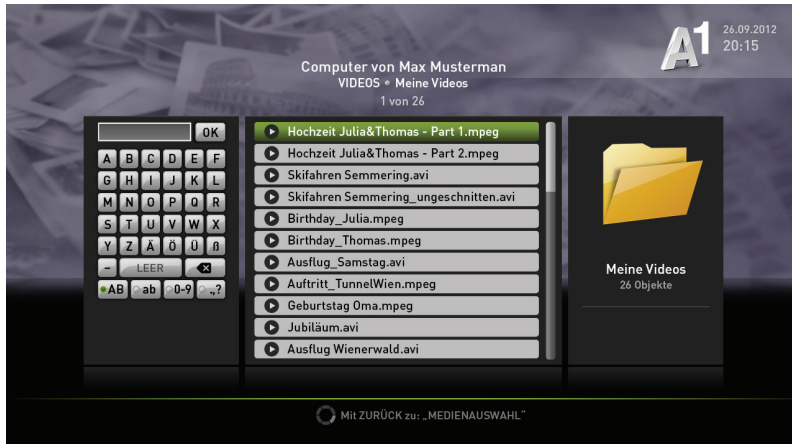 A1
26.09.2012
20:15
Computer von Max Musterman
VIDEOS • Meine Videos
1 von 26
OK
A B C D E F
G H I J K L
M N O P Q R
S T U V W X
Y Z Ä Ö Ü ß
- LEER
AB ab 0-9 .,?
Hochzeit Julia&Thomas - Part 1.mpeg
Hochzeit Julia&Thomas - Part 2.mpeg
Skifahren Semmering.avi
Skifahren Semmering_ungeschnitten.avi
Birthday_Julia.mpeg
Birthday_Thomas.mpeg
Ausflug_Samstag.avi
Auftritt_TunnelWien.mpeg
Geburtstag Oma.mpeg
Jubiläum.avi
Ausflug Wienerwald.avi
Meine Videos
26 Objekte
Mit ZURÜCK zu: „MEDIENAUSWAHL"